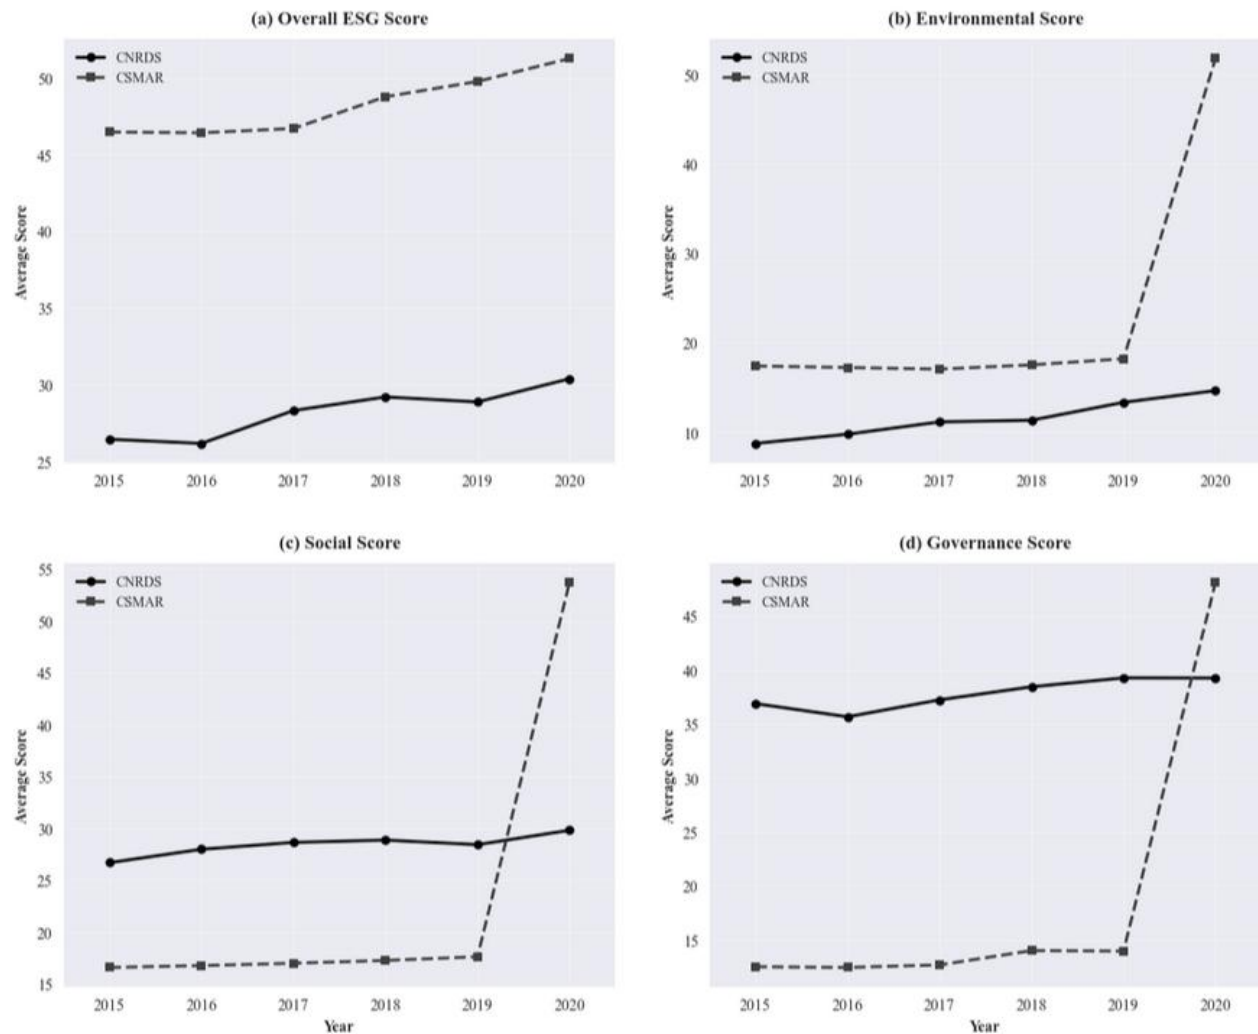 (a) Overall ESG Score
CNRDS
CSMAR
Average Score
50
45
40
35
30
25
2015 2016 2017 2018 2019 2020
(b) Environmental Score
CNRDS
CSMAR
Average Score
50
40
30
20
10
2015 2016 2017 2018 2019 2020
(c) Social Score
CNRDS
CSMAR
Average Score
55
50
45
40
35
30
25
20
15
2015 2016 2017 2018 2019 2020
Year
(d) Governance Score
CNRDS
CSMAR
Average Score
45
40
35
30
25
20
15
2015 2016 2017 2018 2019 2020
Year